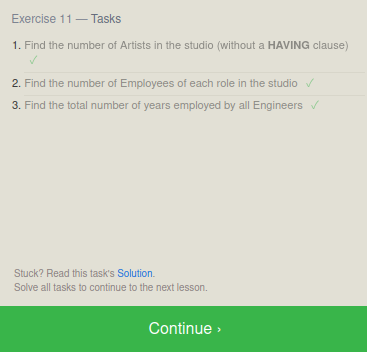 Exercise 11 — Tasks
1. Find the number of Artists in the studio (without a HAVING clause)
✓
2. Find the number of Employees of each role in the studio ✓
3. Find the total number of years employed by all Engineers ✓
Stuck? Read this task's Solution.
Solve all tasks to continue to the next lesson.
Continue ›